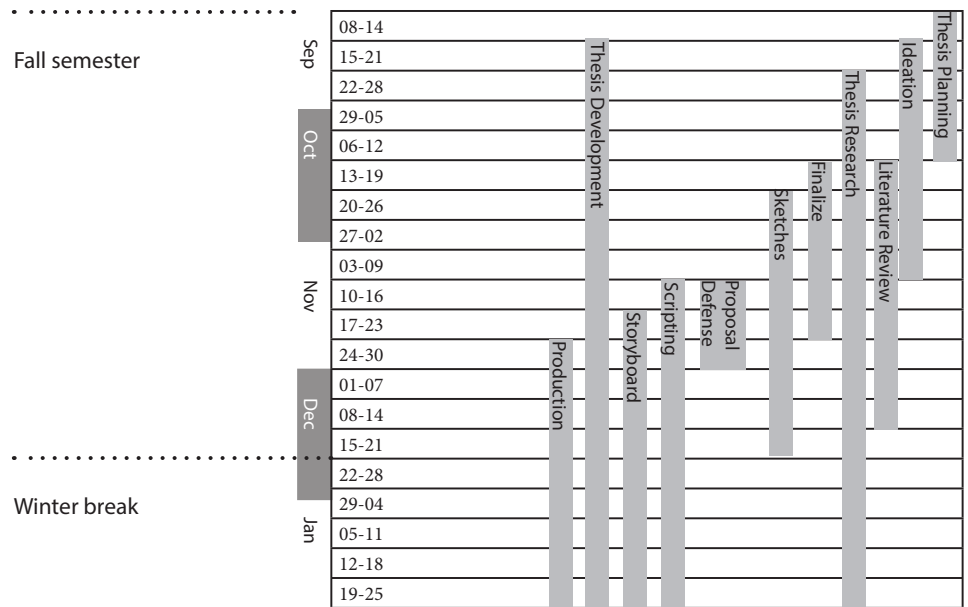 Fall semester
Winter break
Sep
Oct
Nov
Dec
Jan
08-14
15-21
22-28
29-05
06-12
13-19
20-26
27-02
03-09
10-16
17-23
24-30
01-07
08-14
15-21
22-28
29-04
05-11
12-18
19-25
Production
Thesis Development
Storyboard
Scripting
Proposal
Defense
Sketches
Finalize
Thesis Research
Literature Review
Ideation
Thesis Planning